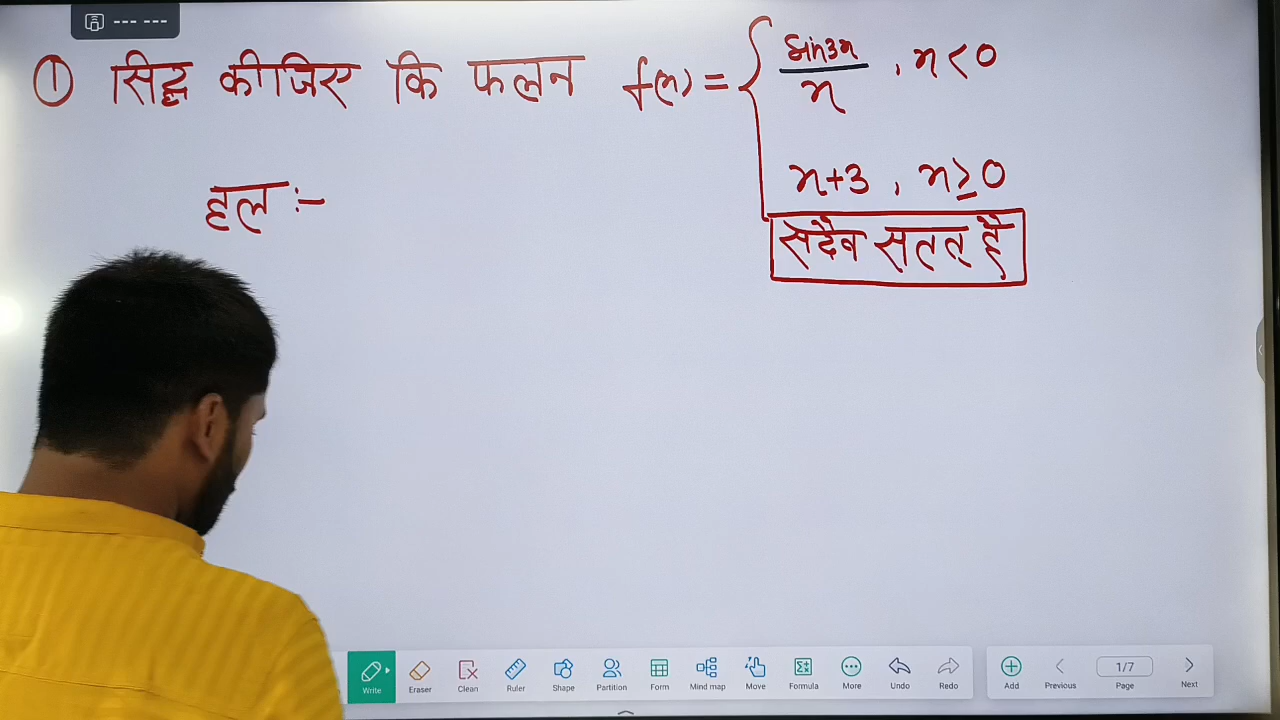 --- ---
① सिद्ध कीजिए कि फलन f(x) = { sin3x / x , x < 0
x+3 , x ≥ 0
सदैव सतत् है
हल :-
Write Eraser Clean Ruler Shape Partition Form Mind map Move Formula More Undo Redo Add Previous 1/7 Page Next